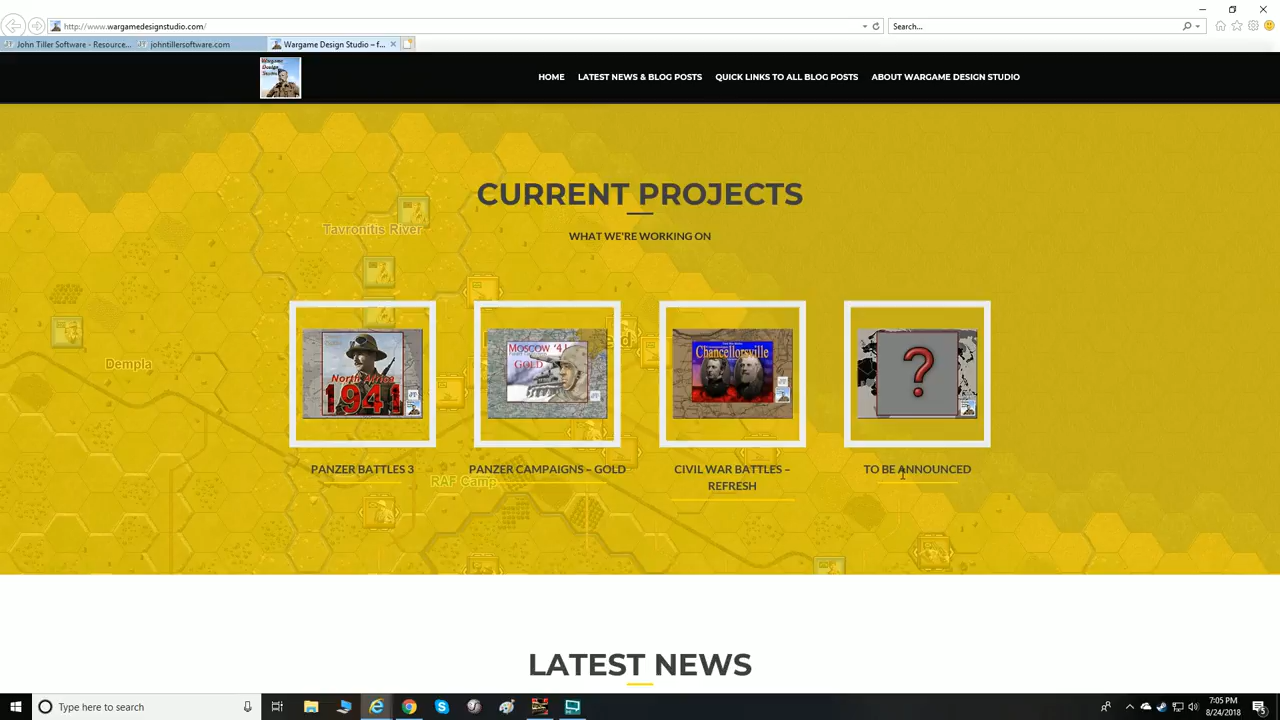 http://www.wargamedesignstudio.com/
Search...
John Tiller Software - Resource...
johntillersoftware.com
Wargame Design Studio – f...
Wargame
Design
Studio
HOME
LATEST NEWS & BLOG POSTS
QUICK LINKS TO ALL BLOG POSTS
ABOUT WARGAME DESIGN STUDIO
CURRENT PROJECTS
WHAT WE'RE WORKING ON
Tavronitis River
Dempla
North Africa
1941
MOSCOW '41
GOLD
Chancellorsville
?
PANZER BATTLES 3
PANZER CAMPAIGNS – GOLD
CIVIL WAR BATTLES –
REFRESH
TO BE ANNOUNCED
RAF Camp
LATEST NEWS
Type here to search
7:05 PM
8/24/2018